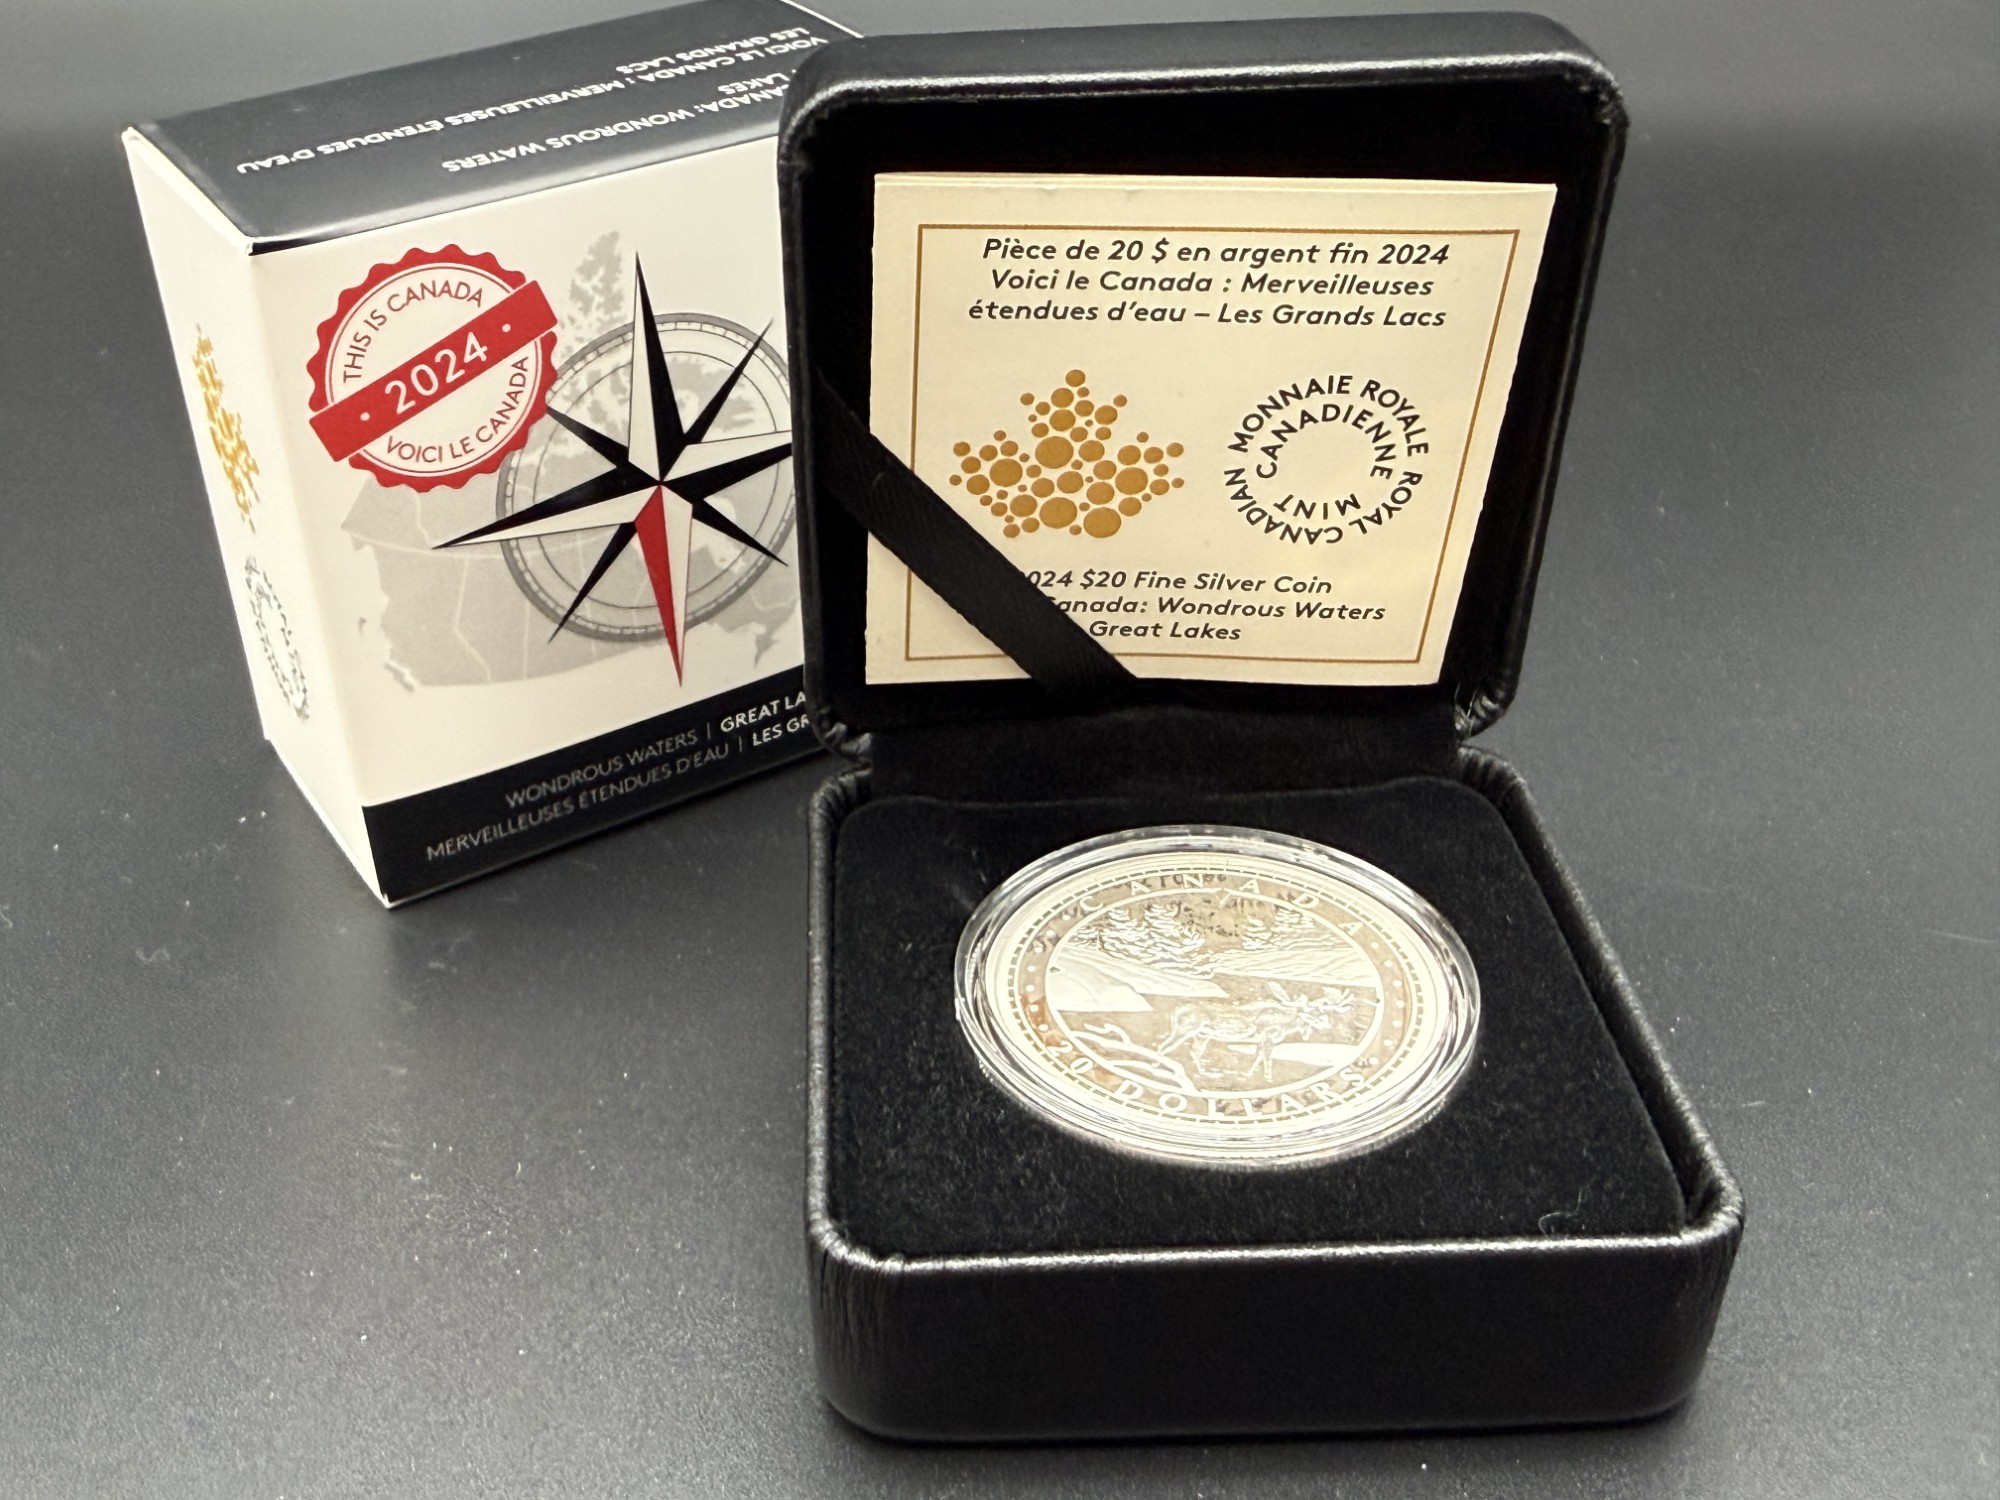 VOICI LE CANADA : MERVEILLEUSES ÉTENDUES D'EAU
LES GRANDS LACS
CANADA: WONDROUS WATERS
LAKES
THIS IS CANADA
• 2024 •
VOICI LE CANADA
WONDROUS WATERS | GREAT LA
MERVEILLEUSES ÉTENDUES D'EAU | LES GR
Pièce de 20 $ en argent fin 2024
Voici le Canada : Merveilleuses
étendues d'eau – Les Grands Lacs
MONNAIE ROYALE
CANADIENNE
ROYAL CANADIAN
MINT
024 $20 Fine Silver Coin
Canada: Wondrous Waters
Great Lakes
CANADA
20 DOLLARS